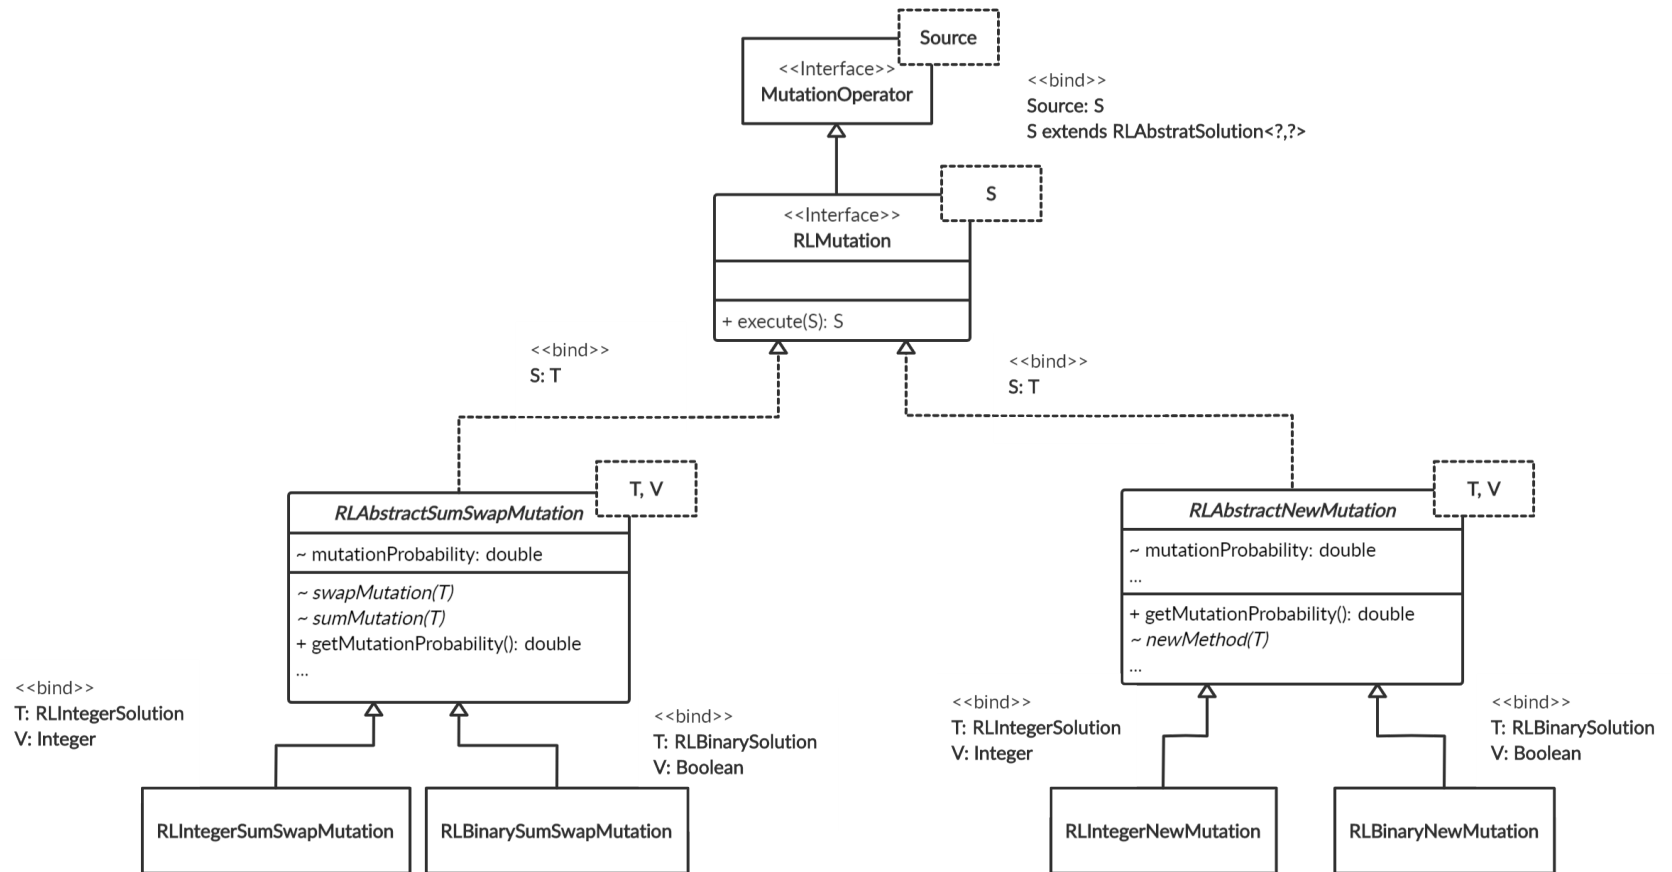 Source
<<Interface>>
MutationOperator
<<bind>>
Source: S
S extends RLAbstratSolution<?,?>
S
<<Interface>>
RLMutation
+ execute(S): S
<<bind>>
S: T
<<bind>>
S: T
T, V
RLAbstractSumSwapMutation
~ mutationProbability: double
~ swapMutation(T)
~ sumMutation(T)
+ getMutationProbability(): double
...
T, V
RLAbstractNewMutation
~ mutationProbability: double
...
+ getMutationProbability(): double
~ newMethod(T)
...
<<bind>>
T: RLIntegerSolution
V: Integer
<<bind>>
T: RLBinarySolution
V: Boolean
<<bind>>
T: RLIntegerSolution
V: Integer
<<bind>>
T: RLBinarySolution
V: Boolean
RLIntegerSumSwapMutation
RLBinarySumSwapMutation
RLIntegerNewMutation
RLBinaryNewMutation